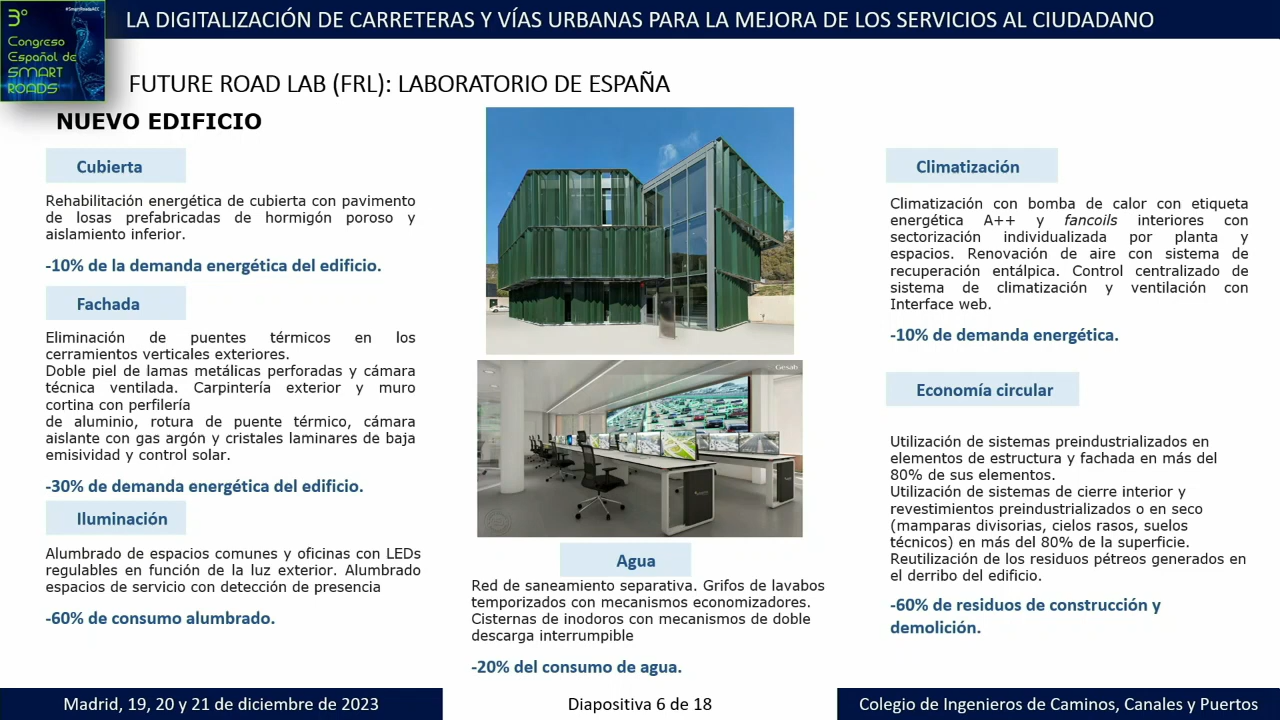 #SmartRoadsAEC
3º
Congreso
Español de
SMART
ROADS
LA DIGITALIZACIÓN DE CARRETERAS Y VÍAS URBANAS PARA LA MEJORA DE LOS SERVICIOS AL CIUDADANO
FUTURE ROAD LAB (FRL): LABORATORIO DE ESPAÑA
NUEVO EDIFICIO
Cubierta
Rehabilitación energética de cubierta con pavimento
de losas prefabricadas de hormigón poroso y
aislamiento inferior.
-10% de la demanda energética del edificio.
Fachada
Eliminación de puentes térmicos en los
cerramientos verticales exteriores.
Doble piel de lamas metálicas perforadas y cámara
técnica ventilada. Carpintería exterior y muro
cortina con perfilería
de aluminio, rotura de puente térmico, cámara
aislante con gas argón y cristales laminares de baja
emisividad y control solar.
-30% de demanda energética del edificio.
Iluminación
Alumbrado de espacios comunes y oficinas con LEDs
regulables en función de la luz exterior. Alumbrado
espacios de servicio con detección de presencia
-60% de consumo alumbrado.
Gesab
Agua
Red de saneamiento separativa. Grifos de lavabos
temporizados con mecanismos economizadores.
Cisternas de inodoros con mecanismos de doble
descarga interrumpible
-20% del consumo de agua.
Climatización
Climatización con bomba de calor con etiqueta
energética A++ y fancoils interiores con
sectorización individualizada por planta y
espacios. Renovación de aire con sistema de
recuperación entálpica. Control centralizado de
sistema de climatización y ventilación con
Interface web.
-10% de demanda energética.
Economía circular
Utilización de sistemas preindustrializados en
elementos de estructura y fachada en más del
80% de sus elementos.
Utilización de sistemas de cierre interior y
revestimientos preindustrializados o en seco
(mamparas divisorias, cielos rasos, suelos
técnicos) en más del 80% de la superficie.
Reutilización de los residuos pétreos generados en
el derribo del edificio.
-60% de residuos de construcción y
demolición.
Madrid, 19, 20 y 21 de diciembre de 2023
Diapositiva 6 de 18
Colegio de Ingenieros de Caminos, Canales y Puertos